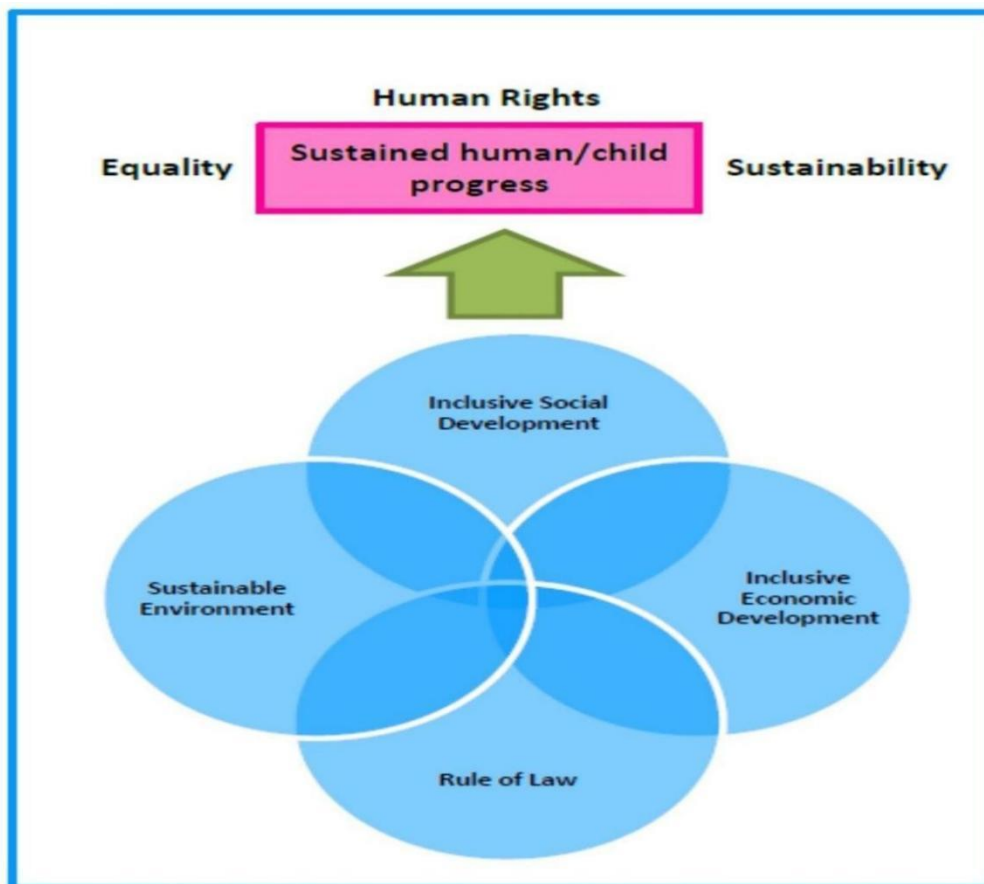 Human Rights
Equality
Sustained human/child
progress
Sustainability
Inclusive Social
Development
Sustainable
Environment
Inclusive
Economic
Development
Rule of Law